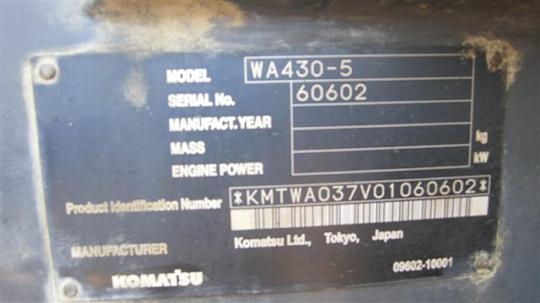 MODEL WA430-5
SERIAL No. 60602
MANUFACT. YEAR
MASS kg
ENGINE POWER kW
Product Identification Number *KMTWA037V01060602*
MANUFACTURER Komatsu Ltd., Tokyo, Japan
KOMATSU 09602-10001